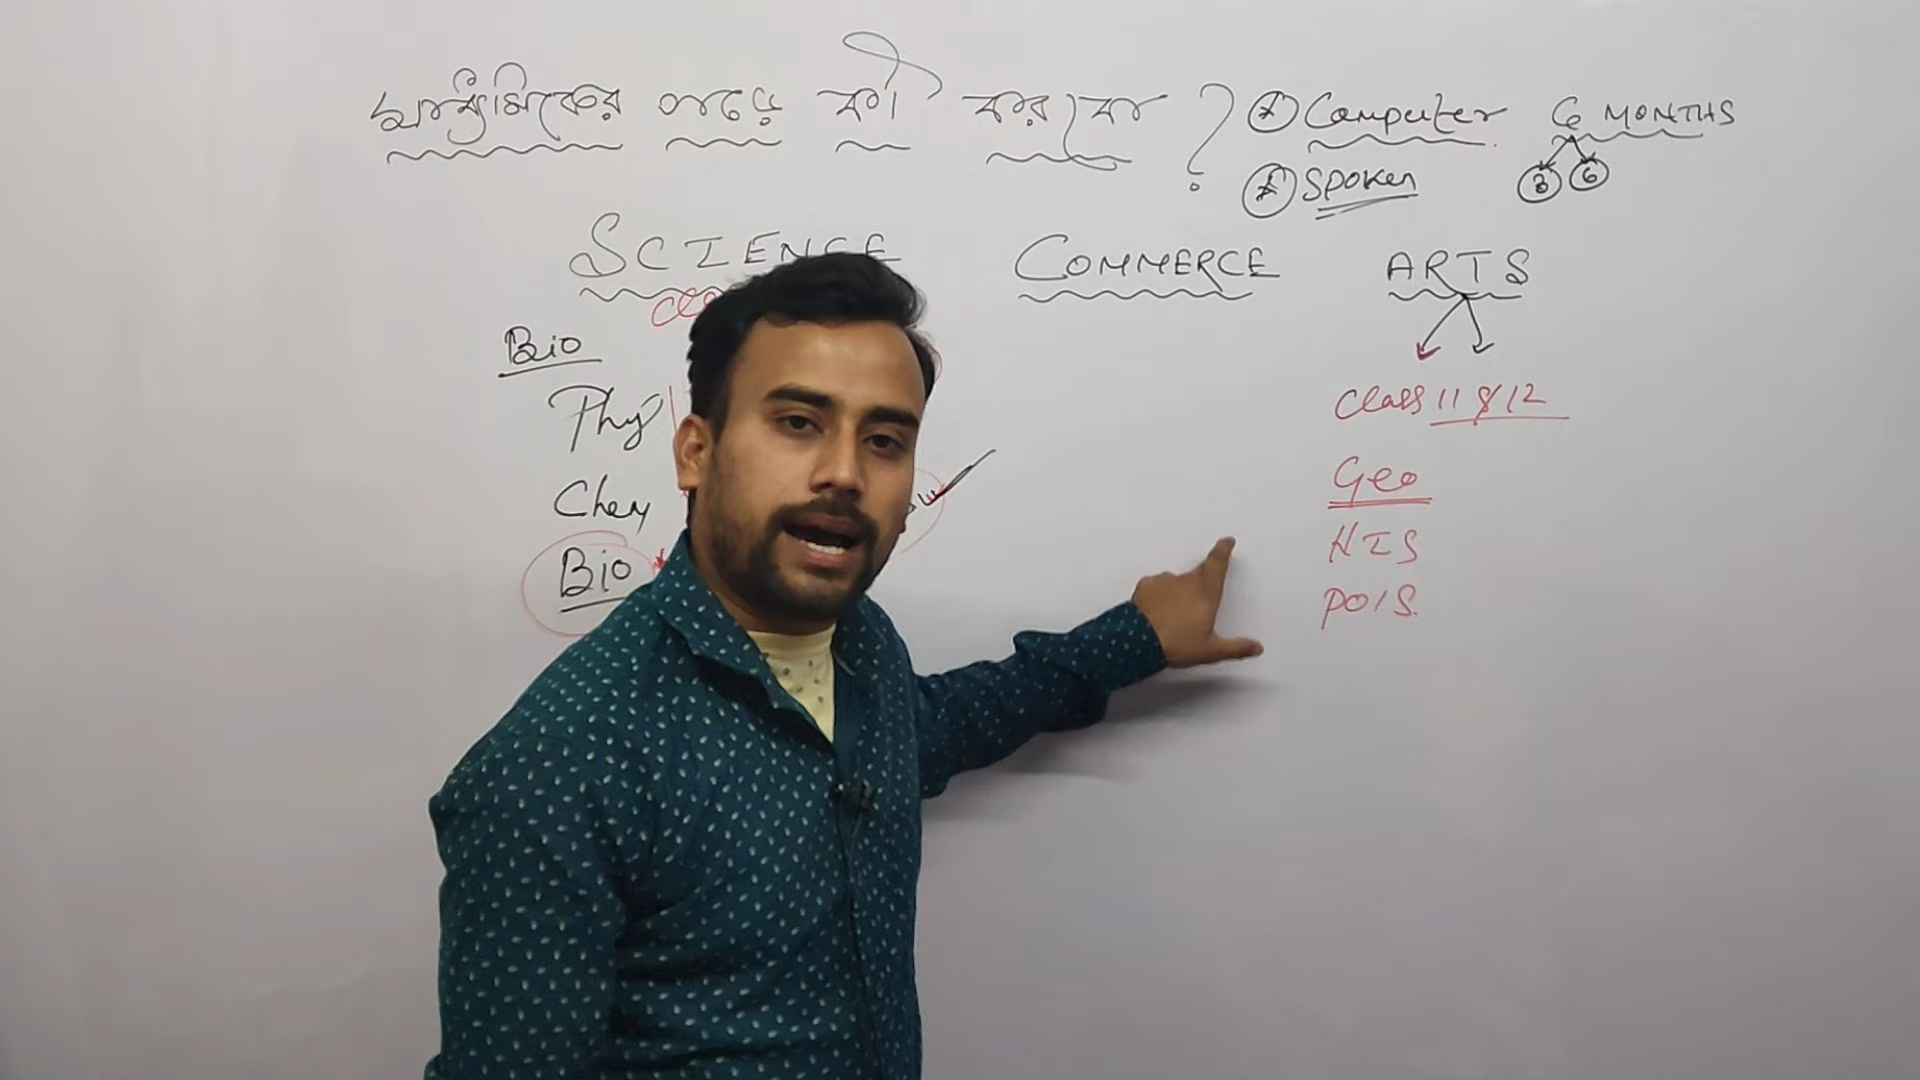 মাধ্যমিকের পরে কী করবো ?
① Computer
6 MONTHS
3 6
② Spoken
SCIENCE
COMMERCE
ARTS
Bio
Class 11 & 12
Phy
Geo
Chem
HIS
Bio
POlS.